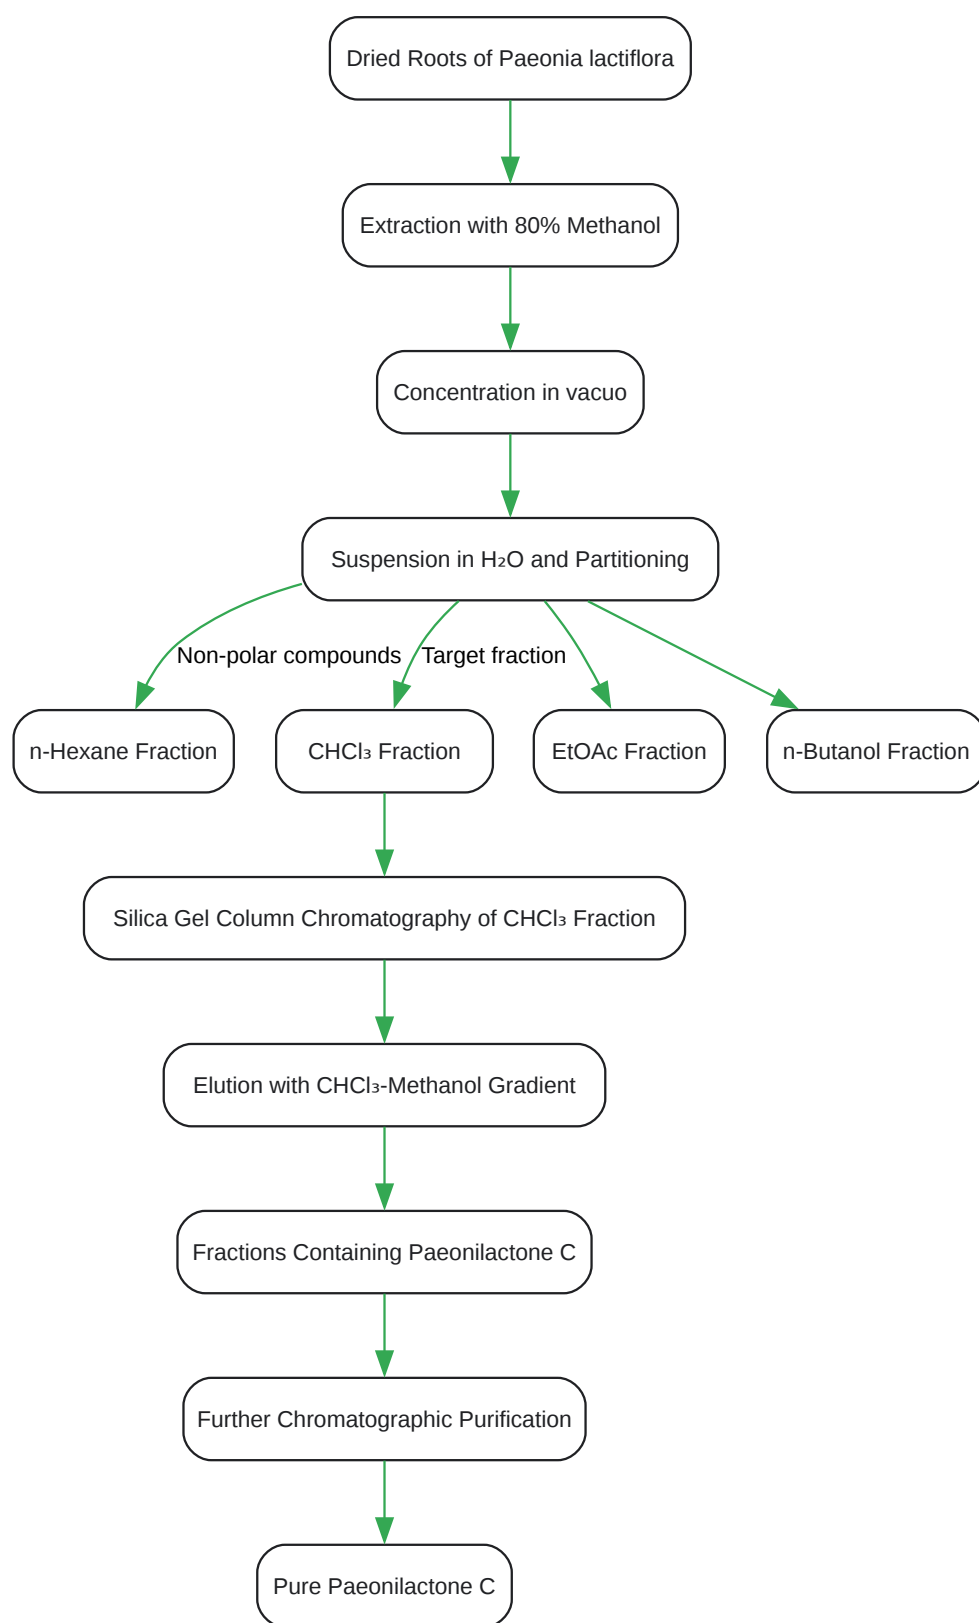 Dried Roots of Paeonia lactiflora
Extraction with 80% Methanol
Concentration in vacuo
Suspension in H₂O and Partitioning
Non-polar compounds
Target fraction
n-Hexane Fraction
CHCl₃ Fraction
EtOAc Fraction
n-Butanol Fraction
Silica Gel Column Chromatography of CHCl₃ Fraction
Elution with CHCl₃-Methanol Gradient
Fractions Containing Paeonilactone C
Further Chromatographic Purification
Pure Paeonilactone C